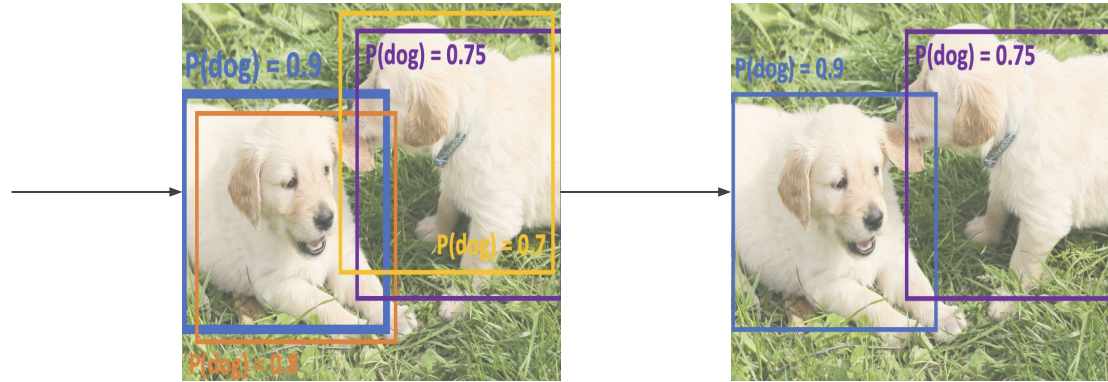 P(dog) = 0.9
P(dog) = 0.75
P(dog) = 0.7
P(dog) = 0.8
P(dog) = 0.9
P(dog) = 0.75